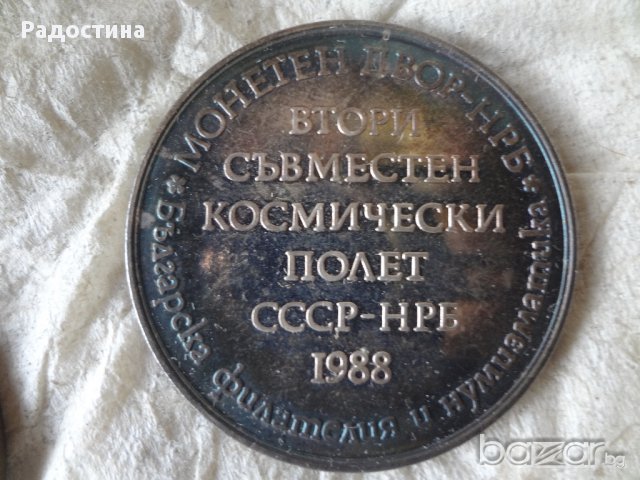 Радостина
МОНЕТЕН ДВОР-НРБ
ВТОРИ
СЪВМЕСТЕН
КОСМИЧЕСКИ
ПОЛЕТ
СССР-НРБ
1988
* Българска филателия и нумизматика *
bazar.bg